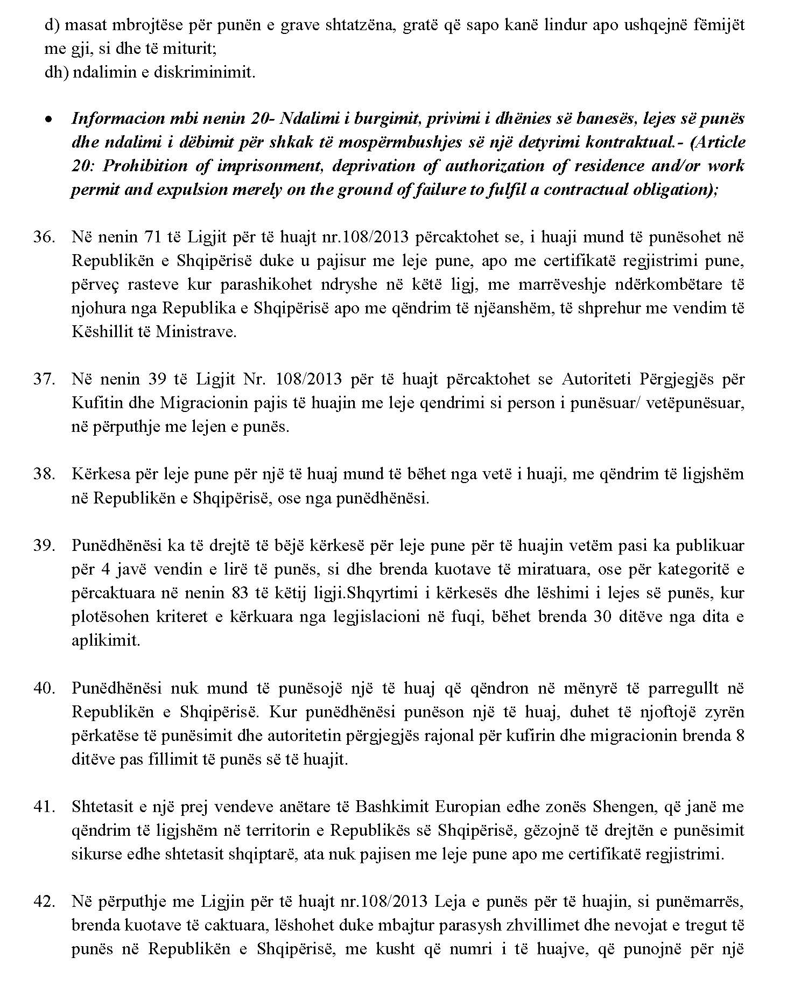 d) masat mbrojtëse për punën e grave shtatzëna, gratë që sapo kanë lindur apo ushqejnë fëmijët
me gji, si dhe të miturit;
dh) ndalimin e diskriminimit.
• Informacion mbi nenin 20- Ndalimi i burgimit, privimi i dhënies së banesës, lejes së punës
dhe ndalimi i dëbimit për shkak të mospërmbushjes së një detyrimi kontraktual.- (Article
20: Prohibition of imprisonment, deprivation of authorization of residence and/or work
permit and expulsion merely on the ground of failure to fulfil a contractual obligation);
36. Në nenin 71 të Ligjit për të huajt nr.108/2013 përcaktohet se, i huaji mund të punësohet në
Republikën e Shqipërisë duke u pajisur me leje pune, apo me certifikatë regjistrimi pune,
përveç rasteve kur parashikohet ndryshe në këtë ligj, me marrëveshje ndërkombëtare të
njohura nga Republika e Shqipërisë apo me qëndrim të njëanshëm, të shprehur me vendim të
Këshillit të Ministrave.
37. Në nenin 39 të Ligjit Nr. 108/2013 për të huajt përcaktohet se Autoriteti Përgjegjës për
Kufitin dhe Migracionin pajis të huajin me leje qendrimi si person i punësuar/ vetëpunësuar,
në përputhje me lejen e punës.
38. Kërkesa për leje pune për një të huaj mund të bëhet nga vetë i huaji, me qëndrim të ligjshëm
në Republikën e Shqipërisë, ose nga punëdhënësi.
39. Punëdhënësi ka të drejtë të bëjë kërkesë për leje pune për të huajin vetëm pasi ka publikuar
për 4 javë vendin e lirë të punës, si dhe brenda kuotave të miratuara, ose për kategoritë e
përcaktuara në nenin 83 të këtij ligji.Shqyrtimi i kërkesës dhe lëshimi i lejes së punës, kur
plotësohen kriteret e kërkuara nga legjislacioni në fuqi, bëhet brenda 30 ditëve nga dita e
aplikimit.
40. Punëdhënësi nuk mund të punësojë një të huaj që qëndron në mënyrë të parregullt në
Republikën e Shqipërisë. Kur punëdhënësi punëson një të huaj, duhet të njoftojë zyrën
përkatëse të punësimit dhe autoritetin përgjegjës rajonal për kufirin dhe migracionin brenda 8
ditëve pas fillimit të punës së të huajit.
41. Shtetasit e një prej vendeve anëtare të Bashkimit Europian edhe zonës Shengen, që janë me
qëndrim të ligjshëm në territorin e Republikës së Shqipërisë, gëzojnë të drejtën e punësimit
sikurse edhe shtetasit shqiptarë, ata nuk pajisen me leje pune apo me certifikatë regjistrimi.
42. Në përputhje me Ligjin për të huajt nr.108/2013 Leja e punës për të huajin, si punëmarrës,
brenda kuotave të caktuara, lëshohet duke mbajtur parasysh zhvillimet dhe nevojat e tregut të
punës në Republikën e Shqipërisë, me kusht që numri i të huajve, që punojnë për një